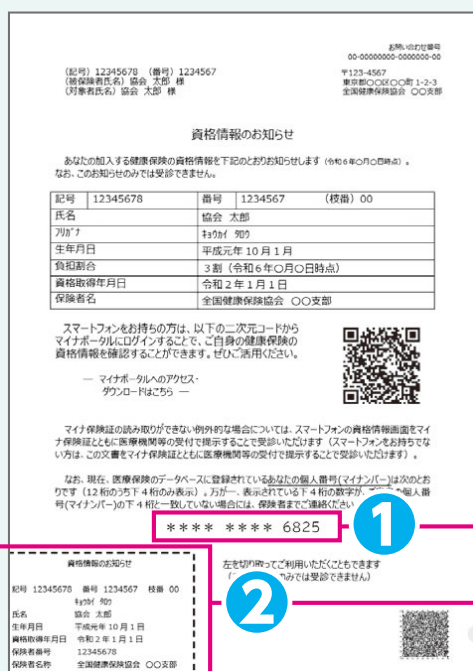 お問い合わせ番号
00-00000000-0000000-00
(記号) 12345678 (番号) 1234567
(被保険者氏名) 協会 太郎 様
(対象者氏名) 協会 太郎 様
〒123-4567
東京都〇〇区〇〇町 1-2-3
全国健康保険協会 〇〇支部
資格情報のお知らせ
あなたの加入する健康保険の資格情報を下記のとおりお知らせします (令和6年〇月〇日時点) 。
なお、このお知らせのみでは受診できません。
記号 12345678 番号 1234567 (枝番) 00
氏名 協会 太郎
フリガナ キョウカイ タロウ
生年月日 平成元年 10 月 1 月
負担割合 3割 (令和6年〇月〇日時点)
資格取得年月日 令和2年1月1日
保険者名 全国健康保険協会 〇〇支部
スマートフォンをお持ちの方は、以下の二次元コードから
マイナポータルにログインすることで、ご自身の健康保険の
資格情報を確認することができます。ぜひご活用ください。
― マイナポータルへのアクセス・
ダウンロードはこちら ―
マイナ保険証の読み取りができない例外的な場合については、スマートフォンの資格情報画面をマイ
ナ保険証とともに医療機関等の受付で提示することで受診いただけます (スマートフォンをお持ちでな
い方は、この文書をマイナ保険証とともに医療機関等の受付で提示することで受診いただけます) 。
なお、現在、医療保険のデータベースに登録されているあなたの個人番号(マイナンバー)は次のとお
りです (12 桁のうち下 4 桁のみ表示) 。万が一、表示されている下 4 桁の数字が、
個人番
号(マイナンバー)の下 4 桁と一致していない場合には、保険者までご連絡ください
**** **** 6825
1
資格情報のお知らせ
左を切り取ってご利用いただくこともできます
のみでは受診できません)
2
記号 12345678 番号 1234567 枝番 00
キョウカイ タロウ
氏名 協会 太郎
生年月日 平成元年 10 月 1 日
資格取得年月日 令和 2 年 1 月 1 日
保険者番号 12345678
保険者名称 全国健康保険協会 〇〇支部